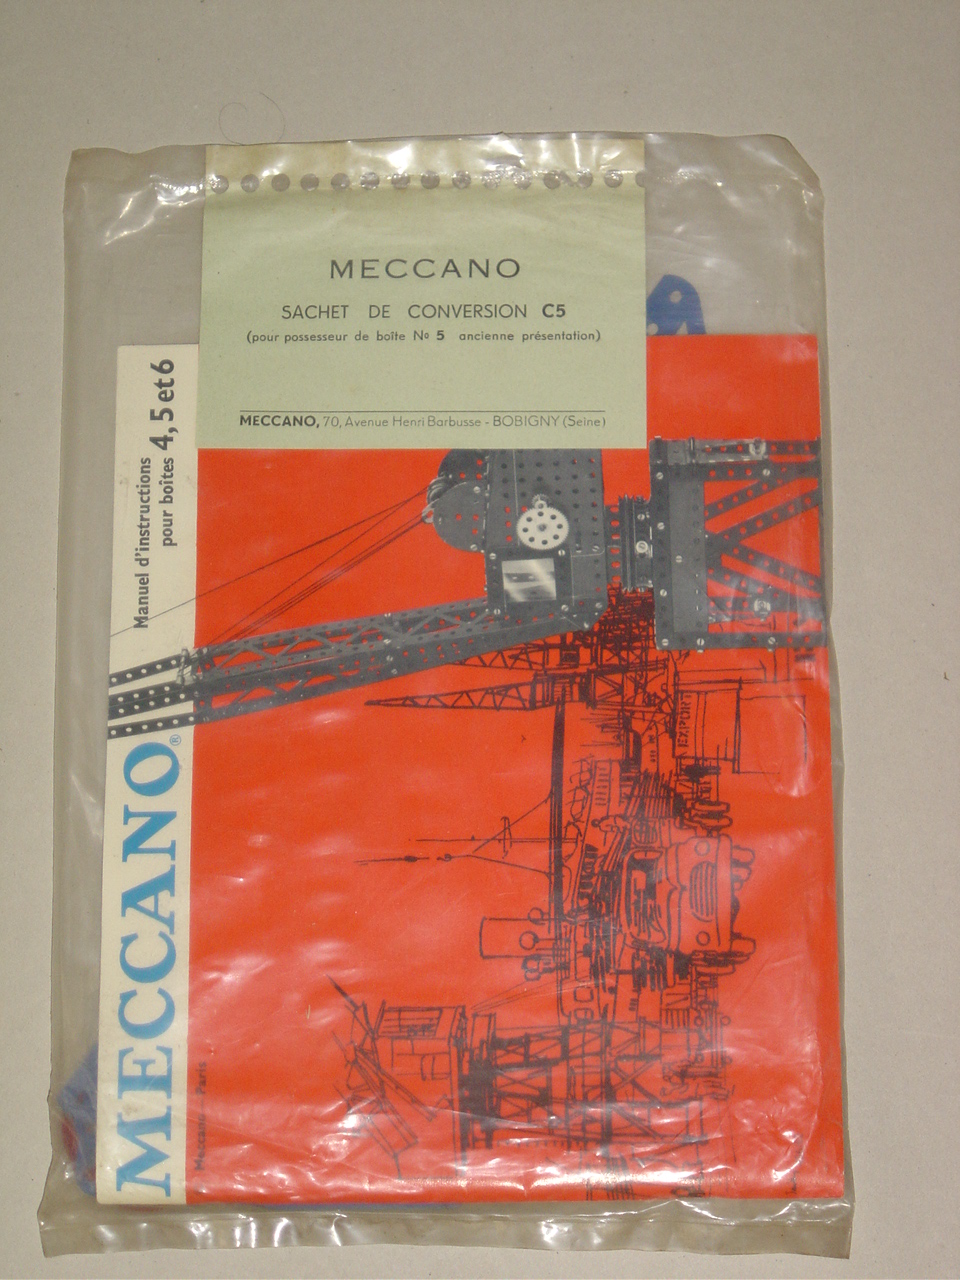 MECCANO
SACHET DE CONVERSION C5
(pour possesseur de boîte Nº 5 ancienne présentation)
MECCANO, 70, Avenue Henri Barbusse - BOBIGNY (Seine)
Manuel d'instructions
pour boîtes 4, 5 et 6
MECCANO®
Meccano - Paris
EXPORT